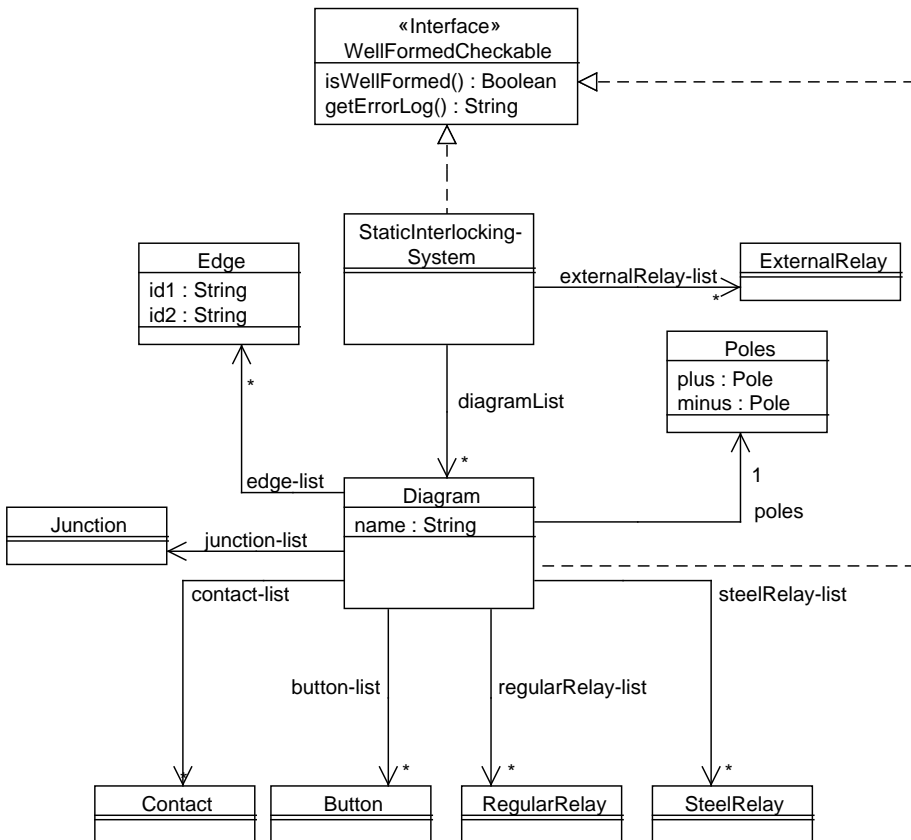 «Interface»
WellFormedCheckable
isWellFormed() : Boolean
getErrorLog() : String
StaticInterlocking-
System
Edge
id1 : String
id2 : String
externalRelay-list
*
ExternalRelay
Poles
plus : Pole
minus : Pole
*
diagramList
*
1
poles
edge-list
Diagram
name : String
Junction
junction-list
contact-list
steelRelay-list
button-list
regularRelay-list
*
*
*
*
Contact
Button
RegularRelay
SteelRelay